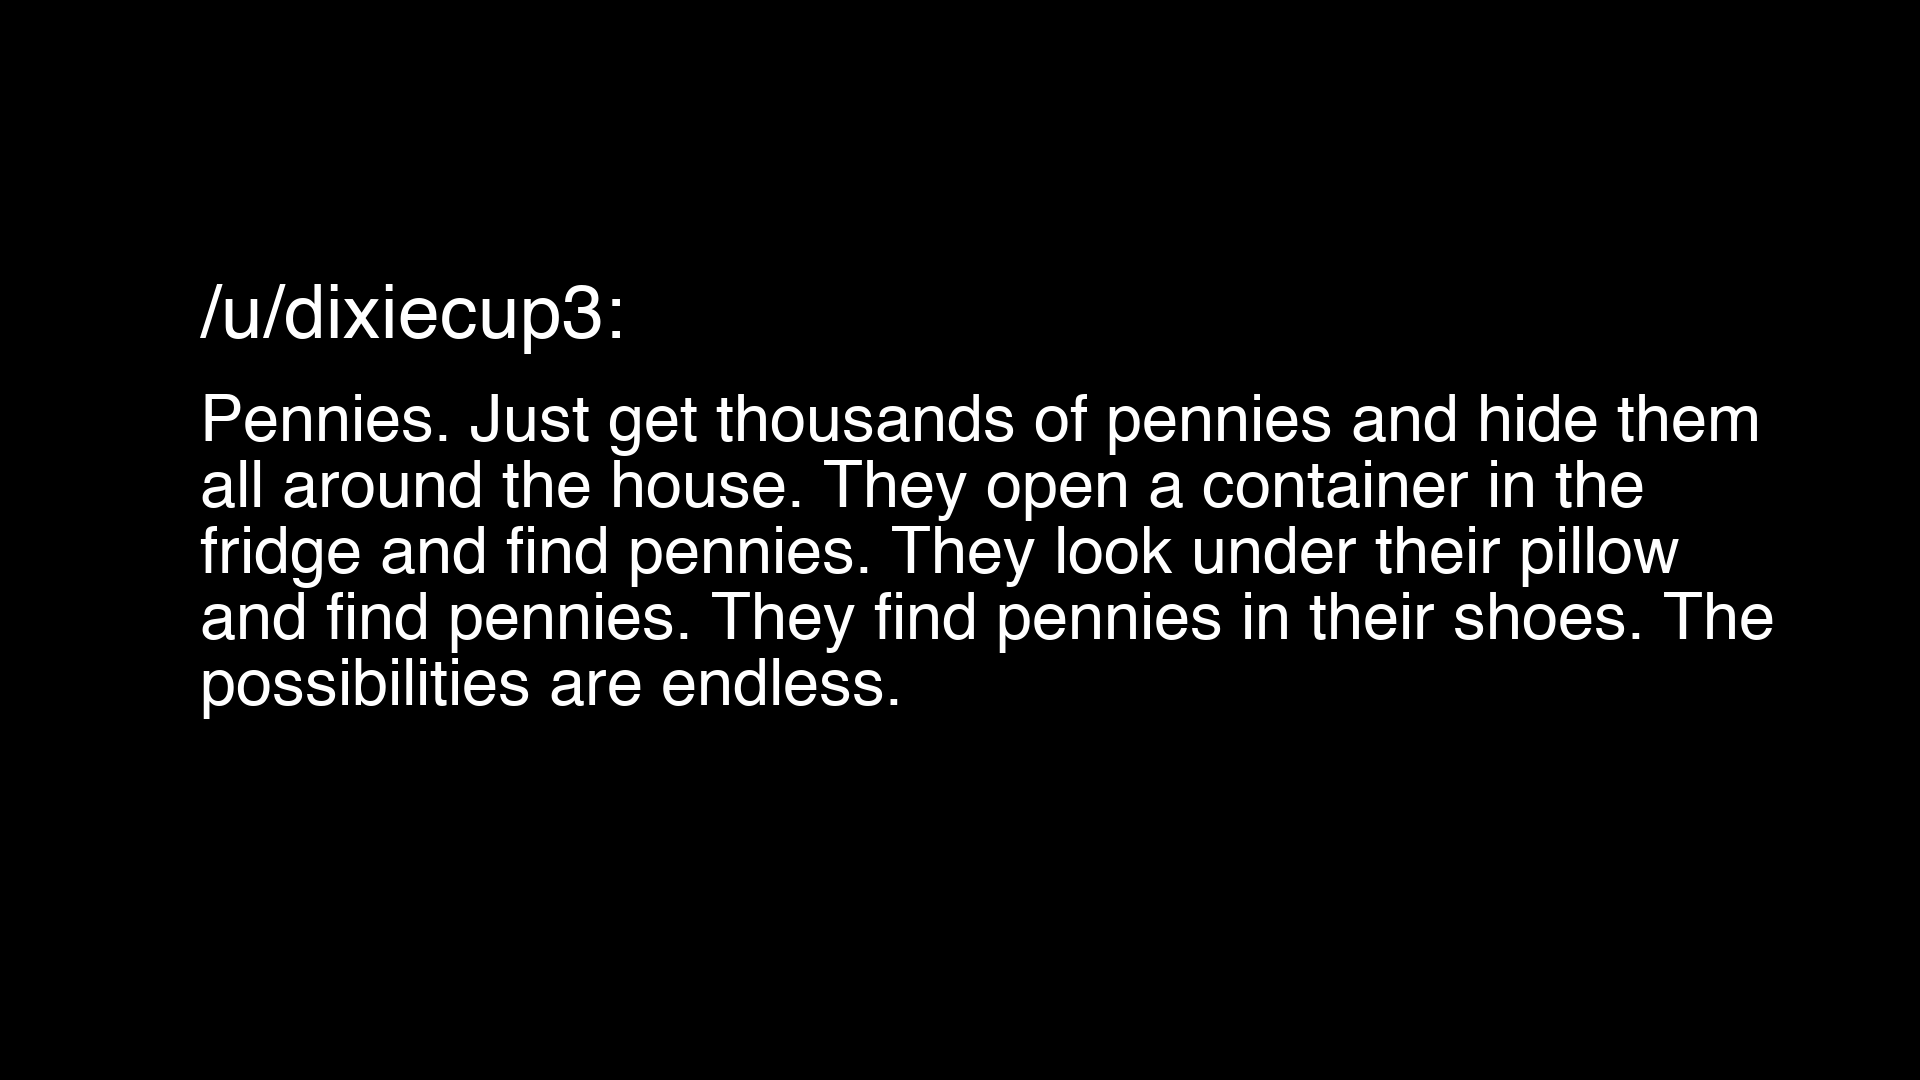 /u/dixiecup3:
Pennies. Just get thousands of pennies and hide them
all around the house. They open a container in the
fridge and find pennies. They look under their pillow
and find pennies. They find pennies in their shoes. The
possibilities are endless.